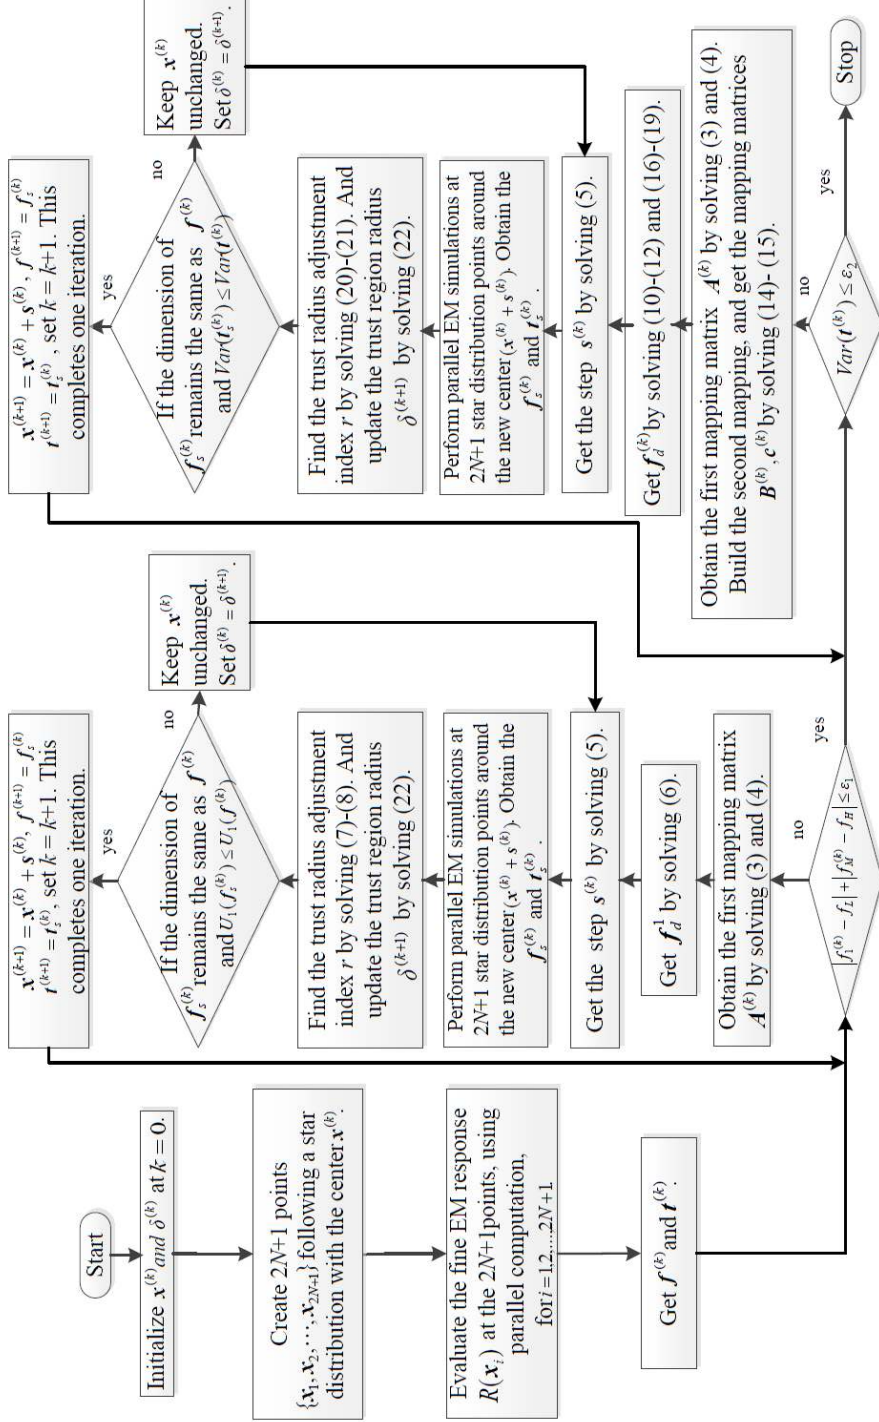 Start
Initialize x^(k) and δ^(k) at k = 0.
Create 2N+1 points
{x₁, x₂, ⋯, x₂N₊₁} following a star
distribution with the center x^(k).
Evaluate the fine EM response
R(x_i) at the 2N+1points, using
parallel computation,
for i = 1,2,...,2N+1.
Get f^(k) and t^(k).
|f₁^(k) − f_L| + |f_M^(k) − f_H| ≤ ε₁
no
yes
Obtain the first mapping matrix
A^(k) by solving (3) and (4).
Get f_d^1 by solving (6).
Get the step s^(k) by solving (5).
Perform parallel EM simulations at
2N+1 star distribution points around
the new center (x^(k) + s^(k)). Obtain the
f_s^(k) and t_s^(k).
Find the trust radius adjustment
index r by solving (7)-(8). And
update the trust region radius
δ^(k+1) by solving (22).
If the dimension of
f_s^(k) remains the same as f^(k)
and U₁(f_s^(k)) ≤ U₁(f^(k))
no
Keep x^(k)
unchanged.
Set δ^(k) = δ^(k+1).
yes
x^(k+1) = x^(k) + s^(k), f^(k+1) = f_s^(k)
t^(k+1) = t_s^(k), set k = k+1. This
completes one iteration.
Var(t^(k)) ≤ ε₂
yes
Stop
no
Obtain the first mapping matrix A^(k) by solving (3) and (4).
Build the second mapping, and get the mapping matrices
B^(k), c^(k) by solving (14)- (15).
Get f_d^(k) by solving (10)-(12) and (16)-(19).
Get the step s^(k) by solving (5).
Perform parallel EM simulations at
2N+1 star distribution points around
the new center (x^(k) + s^(k)). Obtain the
f_s^(k) and t_s^(k).
Find the trust radius adjustment
index r by solving (20)-(21). And
update the trust region radius
δ^(k+1) by solving (22).
If the dimension of
f_s^(k) remains the same as f^(k)
and Var(t_s^(k)) ≤ Var(t^(k))
no
Keep x^(k)
unchanged.
Set δ^(k) = δ^(k+1).
yes
x^(k+1) = x^(k) + s^(k), f^(k+1) = f_s^(k)
t^(k+1) = t_s^(k), set k = k+1. This
completes one iteration.